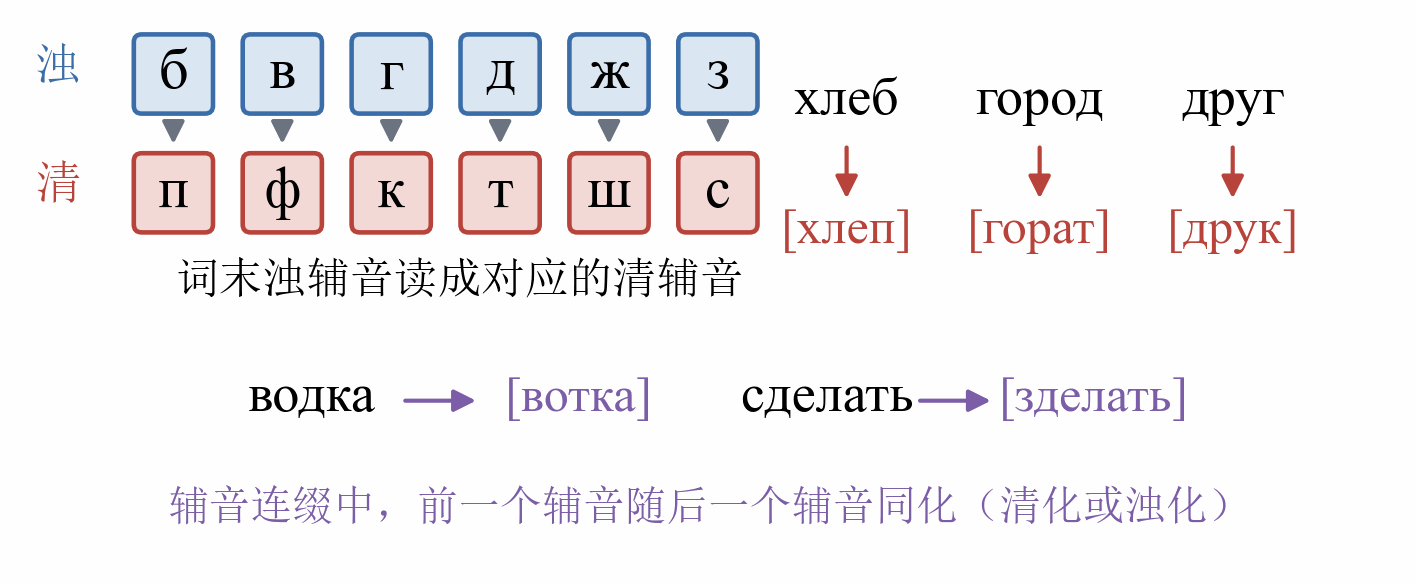 浊 б в г д ж з
清 п ф к т ш с
词末浊辅音读成对应的清辅音
хлеб город друг
[хлеп] [горат] [друк]
водка [вотка] сделать [зделать]
辅音连缀中，前一个辅音随后一个辅音同化（清化或浊化）